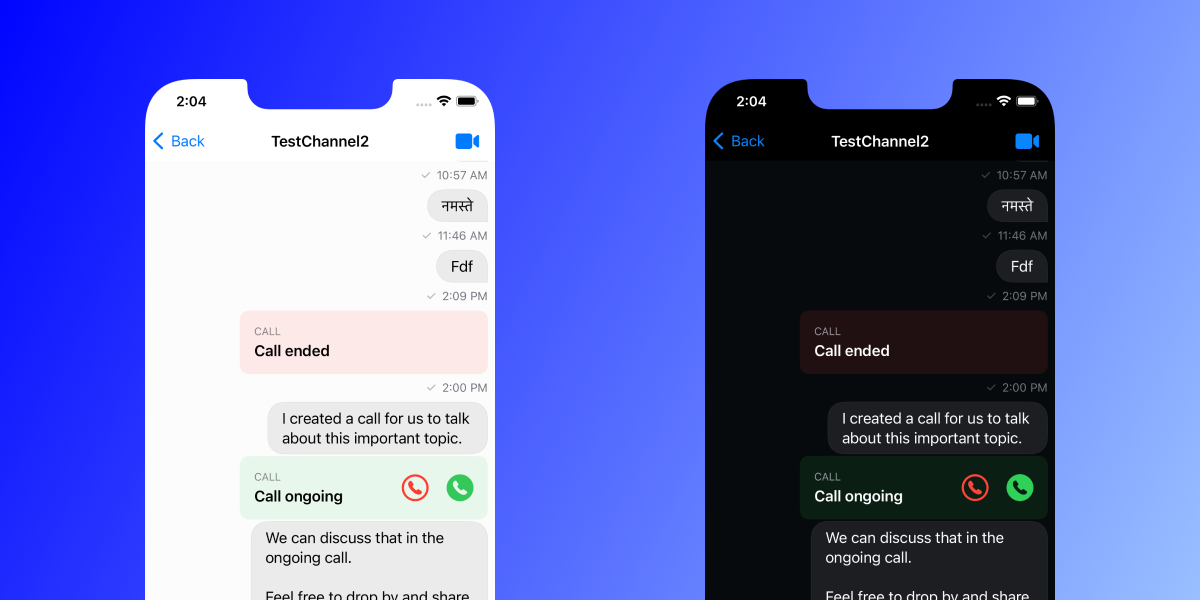 2:04
Back
TestChannel2
10:57 AM
नमस्ते
11:46 AM
Fdf
2:09 PM
CALL
Call ended
2:00 PM
I created a call for us to talk
about this important topic.
CALL
Call ongoing
We can discuss that in the
ongoing call.
Feel free to drop by and share
2:04
Back
TestChannel2
10:57 AM
नमस्ते
11:46 AM
Fdf
2:09 PM
CALL
Call ended
2:00 PM
I created a call for us to talk
about this important topic.
CALL
Call ongoing
We can discuss that in the
ongoing call.
Feel free to drop by and share